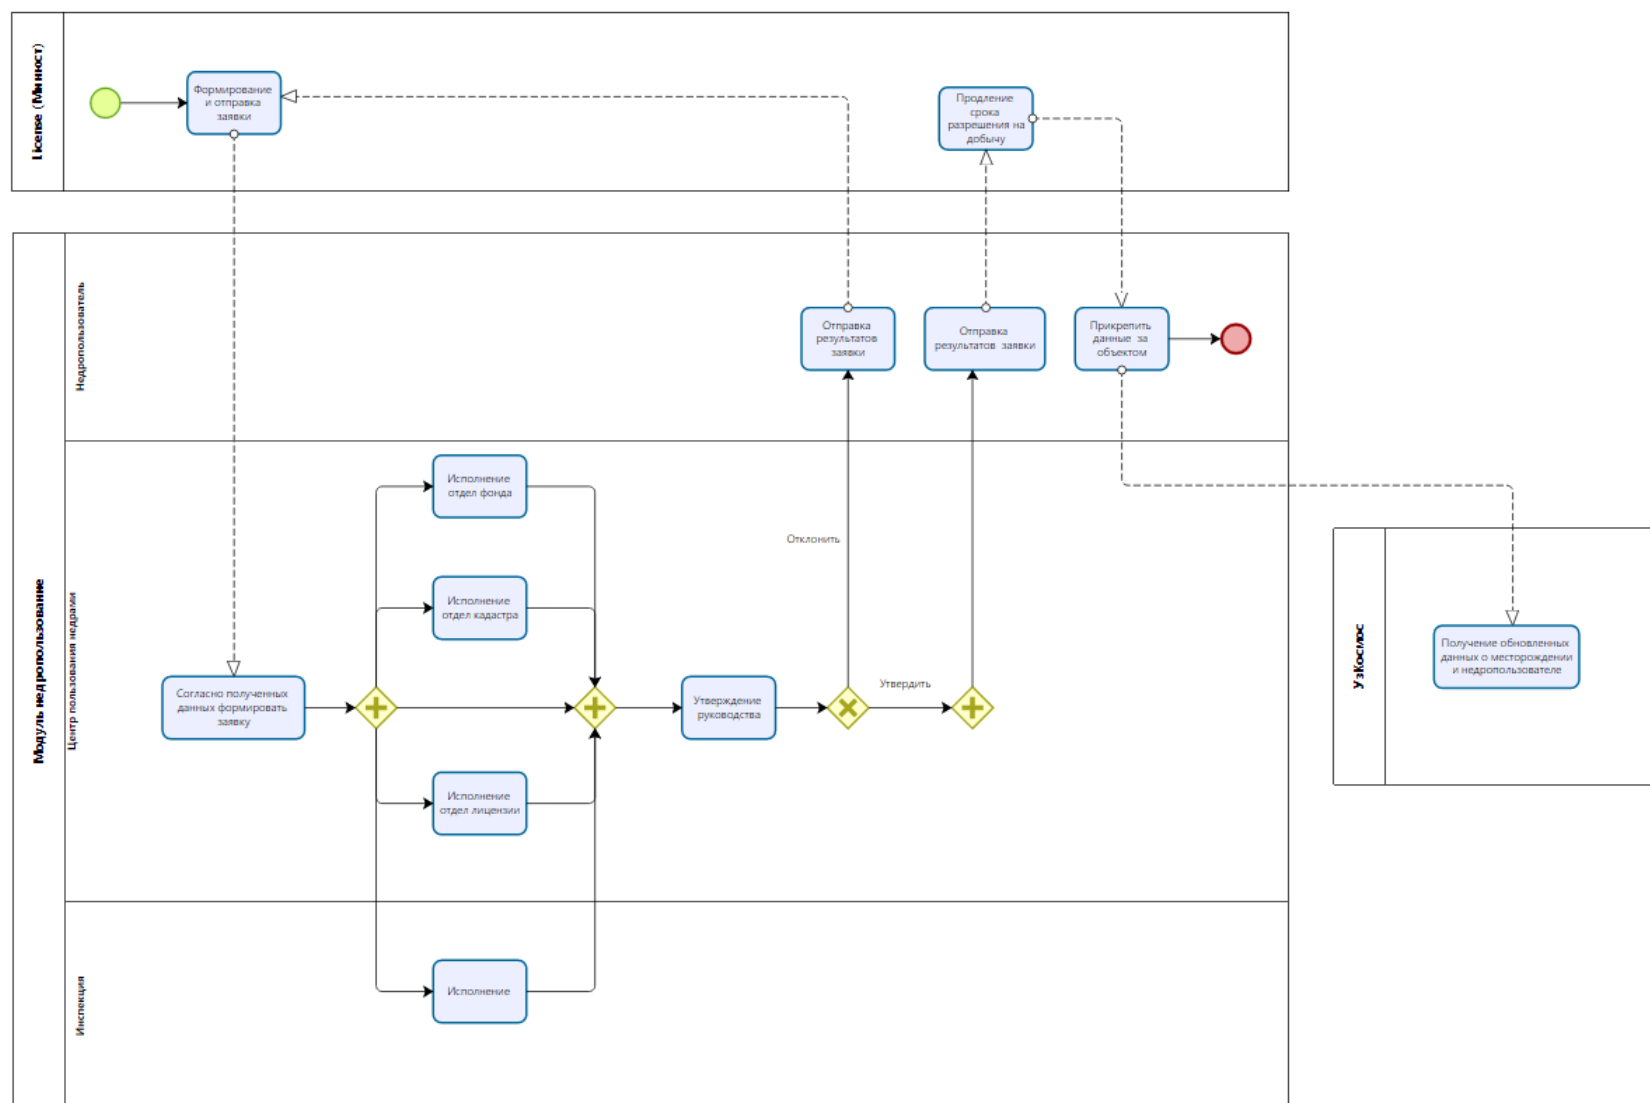 License (Минюст)
Формирование
и отправка
заявки
Продление
срока
разрешения на
добычу
Модуль недропользование
Недропользователь
Отправка
результатов
заявки
Отправка
результатов заявки
Прикрепить
данные за
объектом
Центр пользования недрами
Исполнение
отдел фонда
Отклонить
Исполнение
отдел кадастра
Согласно полученных
данных формировать
заявку
Утверждение
руководства
Утвердить
Исполнение
отдел лицензии
Инспекция
Исполнение
УзКосмос
Получение обновленных
данных о месторождении
и недропользователе